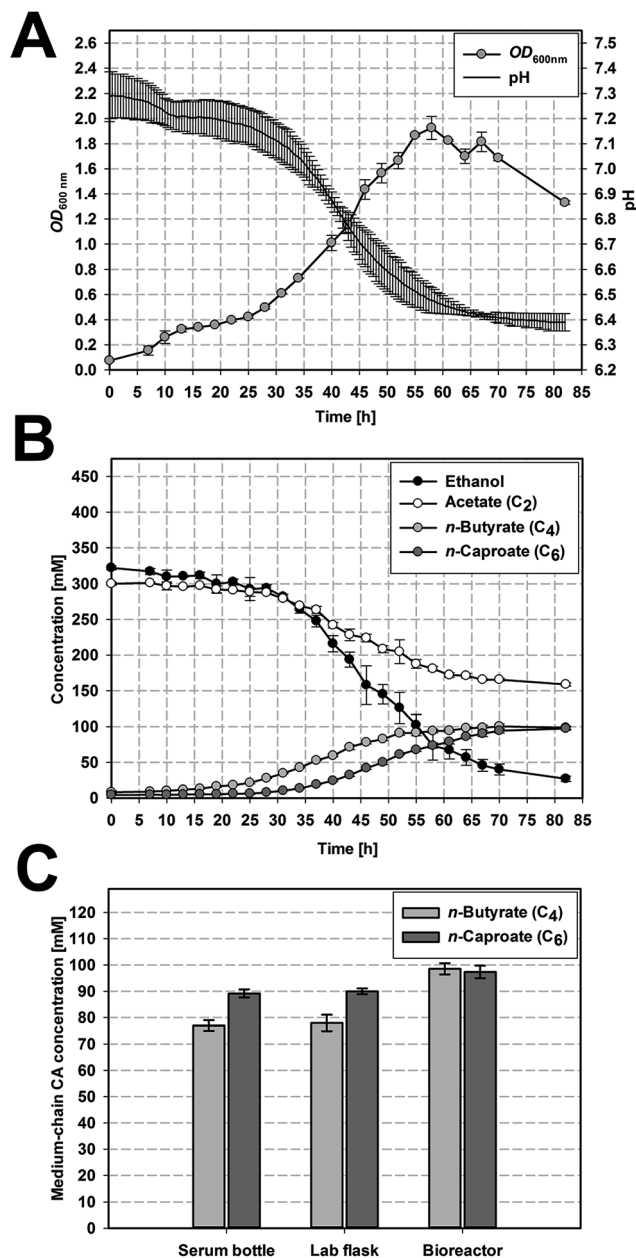 A
OD600nm
pH
2.6
2.4
2.2
2.0
1.8
1.6
1.4
1.2
1.0
0.8
0.6
0.4
0.2
0.0
OD600 nm
7.5
7.4
7.3
7.2
7.1
7.0
6.9
6.8
6.7
6.6
6.5
6.4
6.3
6.2
pH
0 5 10 15 20 25 30 35 40 45 50 55 60 65 70 75 80 85
Time [h]
B
Ethanol
Acetate (C2)
n-Butyrate (C4)
n-Caproate (C6)
450
400
350
300
250
200
150
100
50
0
Concentration [mM]
0 5 10 15 20 25 30 35 40 45 50 55 60 65 70 75 80 85
Time [h]
C
n-Butyrate (C4)
n-Caproate (C6)
120
110
100
90
80
70
60
50
40
30
20
10
0
Medium-chain CA concentration [mM]
Serum bottle Lab flask Bioreactor